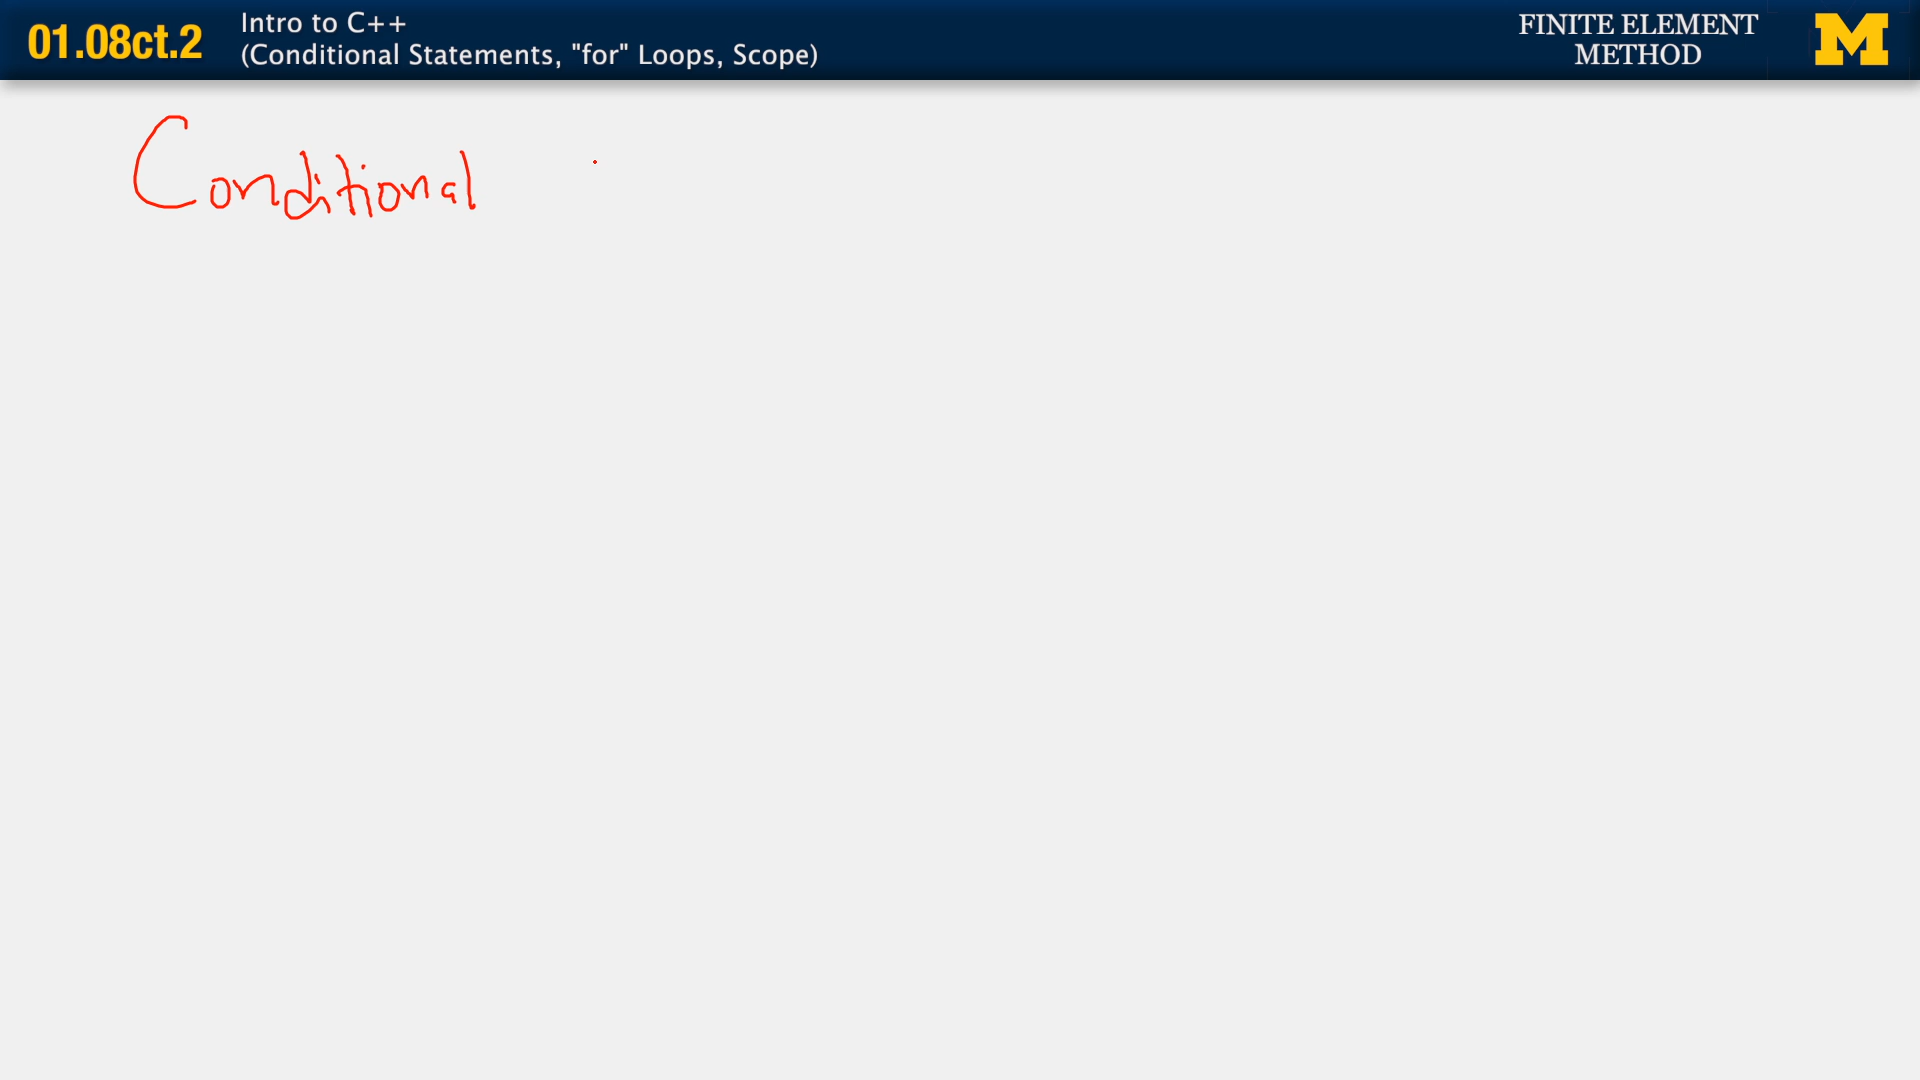 01.08ct.2
Intro to C++
(Conditional Statements, "for" Loops, Scope)
FINITE ELEMENT
METHOD
M
Conditional